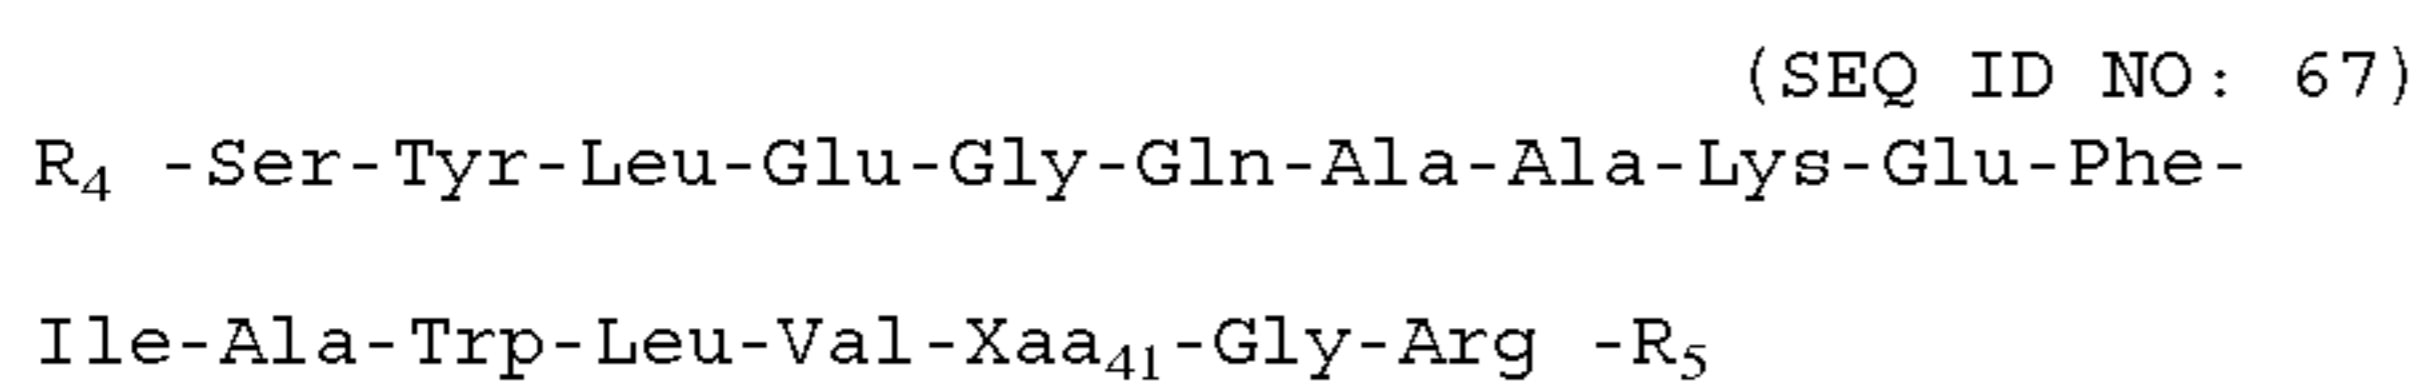 (SEQ ID NO: 67)
R₄ -Ser-Tyr-Leu-Glu-Gly-Gln-Ala-Ala-Lys-Glu-Phe-
Ile-Ala-Trp-Leu-Val-Xaa₄₁-Gly-Arg -R₅